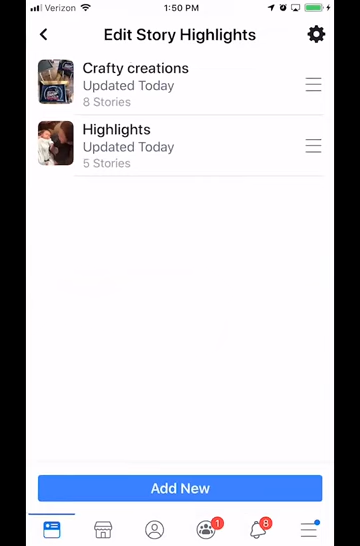 Verizon
1:50 PM
Edit Story Highlights
Crafty creations
Updated Today
8 Stories
Highlights
Updated Today
5 Stories
Add New
1
8